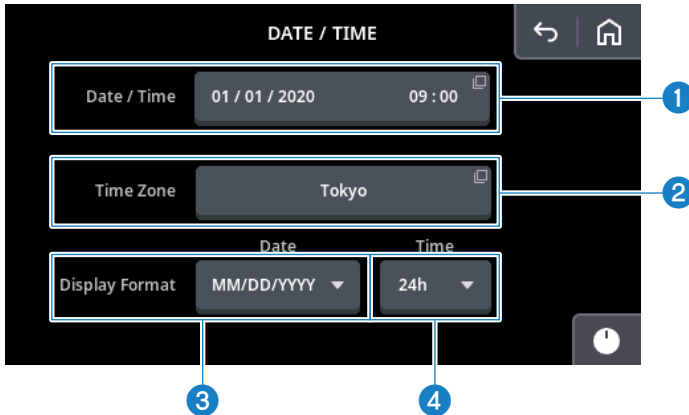 DATE / TIME
Date / Time 01 / 01 / 2020 09 : 00 1
Time Zone Tokyo 2
Date Time
Display Format MM/DD/YYYY 24h
3 4